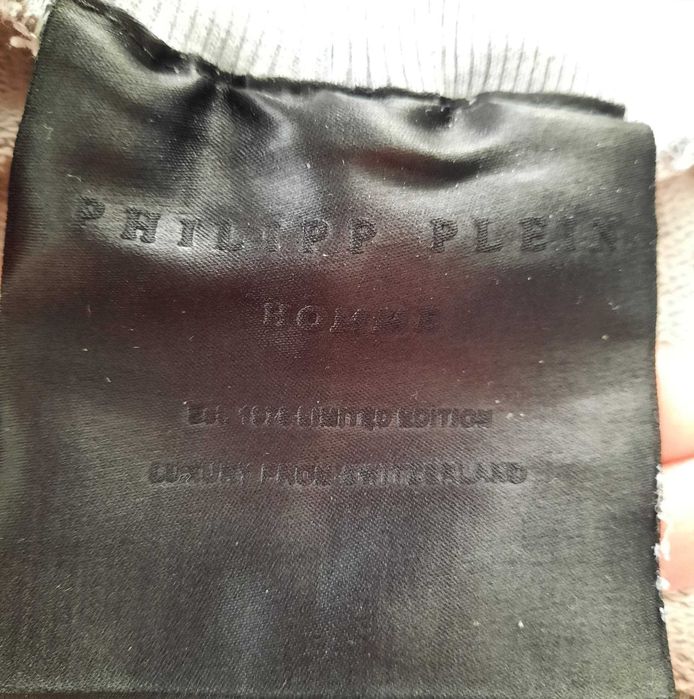 PHILIPP PLEIN
HOMME
LIMITED EDITION
LUXURY FROM SWITZERLAND